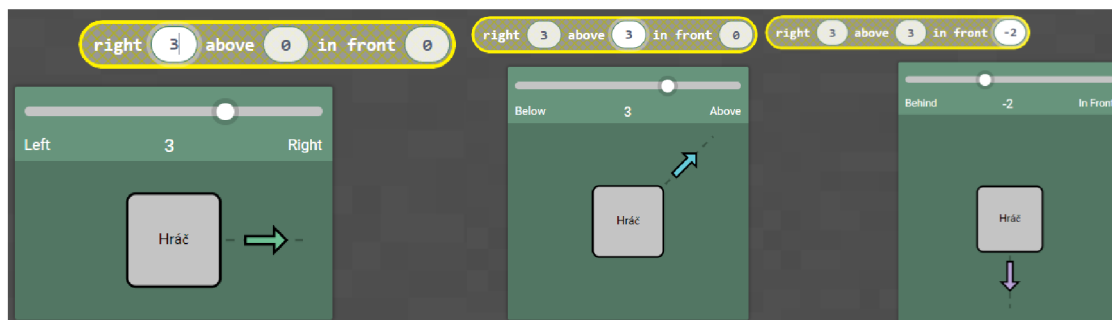 right 3 above 0 in front 0
Left 3 Right
Hráč
right 3 above 3 in front 0
Below 3 Above
Hráč
right 3 above 3 in front -2
Behind -2 In Front
Hráč